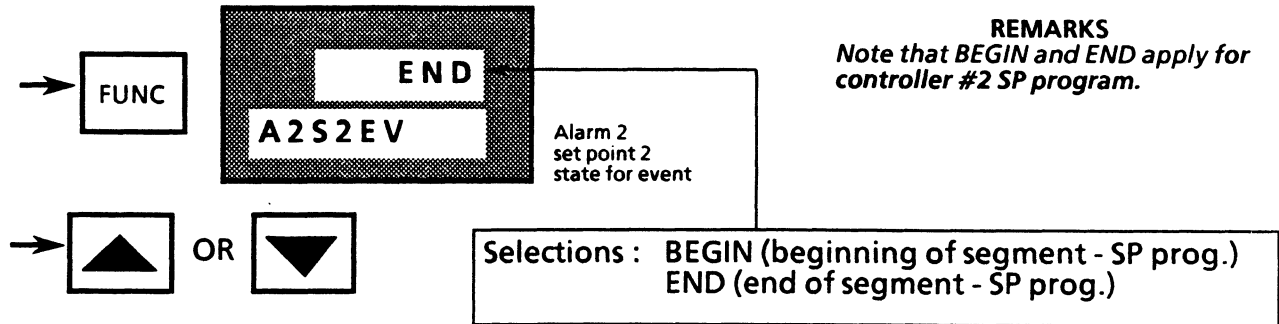 FUNC
END
A2S2EV
Alarm 2
set point 2
state for event
REMARKS
Note that BEGIN and END apply for
controller #2 SP program.
OR
Selections : BEGIN (beginning of segment - SP prog.)
END (end of segment - SP prog.)